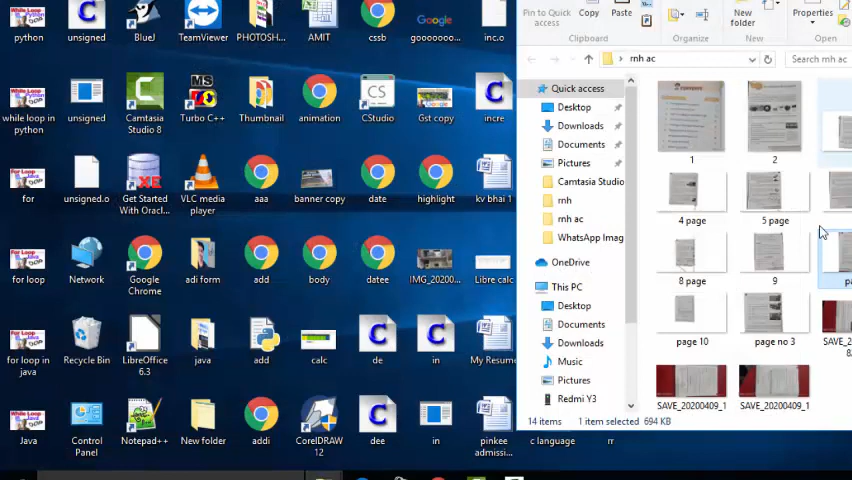 python
unsigned
BlueJ
TeamViewer
PHOTOSH...
AMIT
cssb
gooooooo...
inc.o
while loop in
python
unsigned
Camtasia
Studio 8
Turbo C++
Thumbnail
animation
CStudio
Gst copy
incre
for
unsigned.o
Get Started
With Oracl...
VLC media
player
aaa
banner copy
date
highlight
kv bhai 1
for loop
Network
Google
Chrome
adi form
add
body
datee
IMG_20200...
Libre calc
for loop in
java
Recycle Bin
LibreOffice
6.3
java
add
calc
de
in
My Resume
Java
Control
Panel
Notepad++
New folder
addi
CorelDRAW
12
dee
in
pinkee
admissi...
c language
rr
Pin to Quick
access
Copy
Paste
New
folder
Properties
Clipboard
Organize
New
Open
rnh ac
Search rnh ac
Quick access
Desktop
Downloads
Documents
Pictures
Camtasia Studio
rnh
rnh ac
WhatsApp Imag
OneDrive
This PC
Desktop
Documents
Downloads
Music
Pictures
Redmi Y3
1
2
4 page
5 page
8 page
9
pa
page 10
page no 3
SAVE_2
SAVE_20200409_1
SAVE_20200409_1
14 items
1 item selected 694 KB